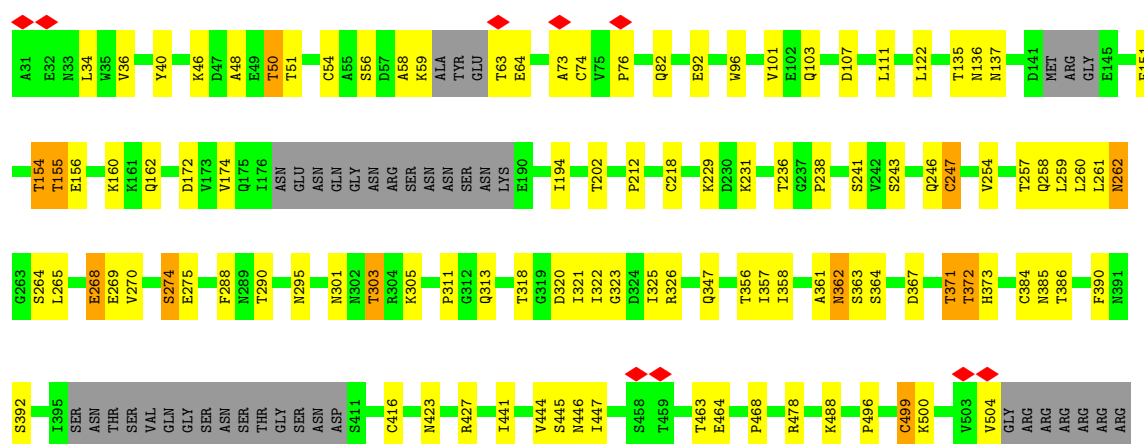 A31 E32 N33 L34 W35 V36 Y40 K46 D47 A48 E49 T50 T51 C54 A55 S56 D57 A58 K59 ALA TYR GLU T63 E64 A73 C74 V75 P76 Q82 E92 W96 V101 E102 Q103 D107 L111 L122 T135 N136 N137 D141 MET ARG GLY E145 E151
T154 T155 E156 K160 K161 Q162 D172 V173 V174 Q175 I176 ASN GLU ASN GLN GLY ASN ARG SER ASN ASN SER ASN LYS E190 I194 T202 P212 C218 K229 D230 K231 T236 G237 P238 S241 V242 S243 Q246 C247 V254 T257 Q258 L259 L260 L261 N262
G263 S264 L265 E268 E269 V270 S274 E275 F288 N289 T290 N295 N301 N302 T303 R304 K305 P311 G312 Q313 T318 G319 D320 I321 I322 G323 D324 I325 R326 Q347 T356 I357 I358 A361 N362 S363 S364 D367 T371 T372 H373 C384 N385 T386 F390 N391
S392 I395 SER ASN THR SER VAL GLN GLY SER ASN SER THR GLY SER ASN ASP S411 C416 N423 R427 I441 V444 S445 N446 I447 S458 T459 T463 E464 P468 R478 K488 P496 C499 K500 V503 V504 GLY ARG ARG ARG ARG ARG ARG